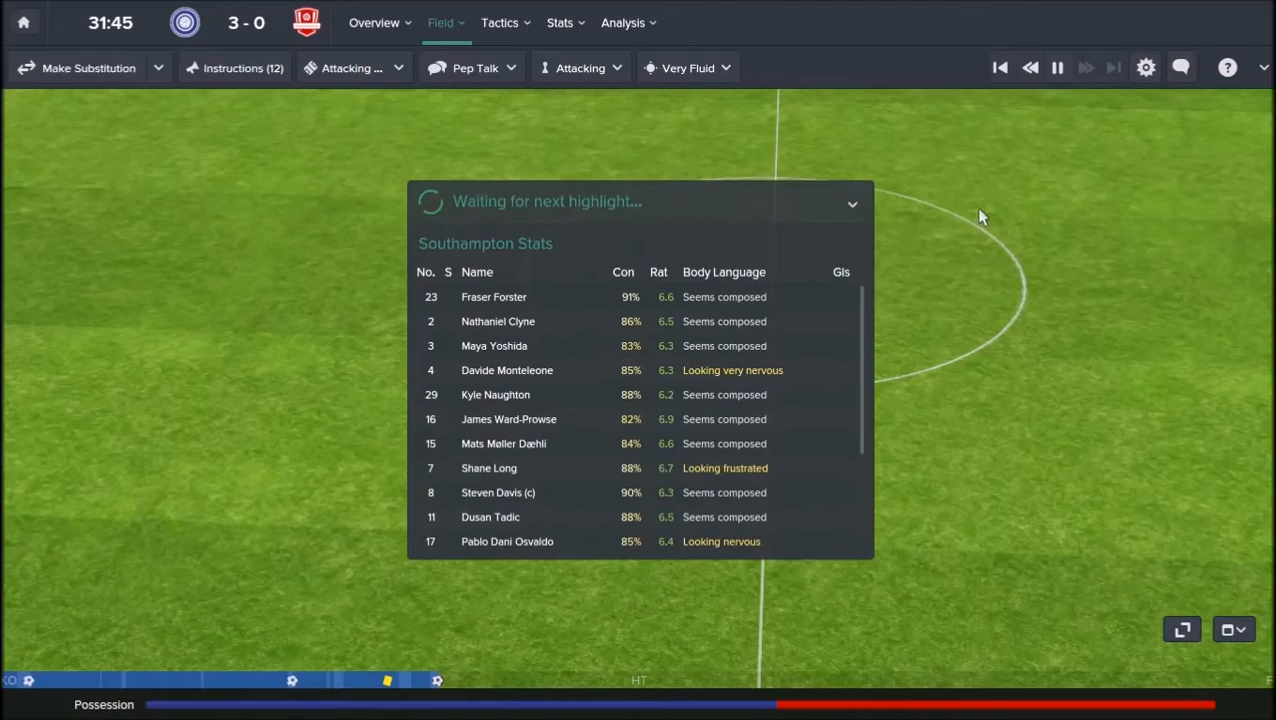 31:45 3 - 0 Overview Field Tactics Stats Analysis
Make Substitution Instructions (12) Attacking ... Pep Talk Attacking Very Fluid ?
Waiting for next highlight...
Southampton Stats
No. S Name Con Rat Body Language Gls
23 Fraser Forster 91% 6.6 Seems composed
2 Nathaniel Clyne 86% 6.5 Seems composed
3 Maya Yoshida 83% 6.3 Seems composed
4 Davide Monteleone 85% 6.3 Looking very nervous
29 Kyle Naughton 88% 6.2 Seems composed
16 James Ward-Prowse 82% 6.9 Seems composed
15 Mats Møller Dæhli 84% 6.6 Seems composed
7 Shane Long 88% 6.7 Looking frustrated
8 Steven Davis (c) 90% 6.3 Seems composed
11 Dusan Tadic 88% 6.5 Seems composed
17 Pablo Dani Osvaldo 85% 6.4 Looking nervous
KO HT F
Possession